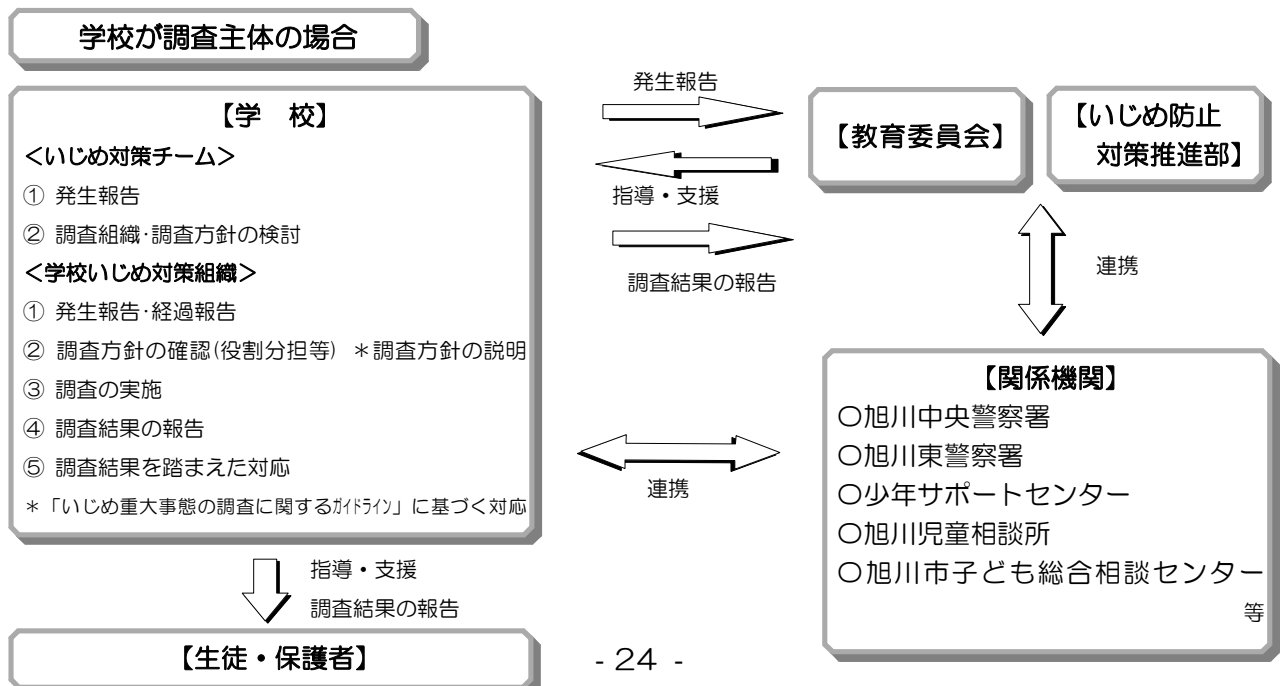 学校が調査主体の場合
【学　校】
＜いじめ対策チーム＞
① 発生報告
② 調査組織･調査方針の検討
＜学校いじめ対策組織＞
① 発生報告･経過報告
② 調査方針の確認(役割分担等)　＊調査方針の説明
③ 調査の実施
④ 調査結果の報告
⑤ 調査結果を踏まえた対応
＊「いじめ重大事態の調査に関するｶﾞｲﾄﾞﾗｲﾝ」に基づく対応
発生報告
指導・支援
調査結果の報告
【教育委員会】
【いじめ防止
対策推進部】
連携
連携
【関係機関】
○旭川中央警察署
○旭川東警察署
○少年サポートセンター
○旭川児童相談所
○旭川市子ども総合相談センター
等
指導・支援
調査結果の報告
【生徒・保護者】
- 24 -